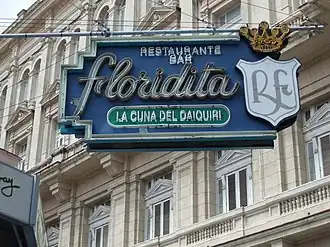 RESTAURANTE
BAR
floridita
LA CUNA DEL DAIQUIRI
RF